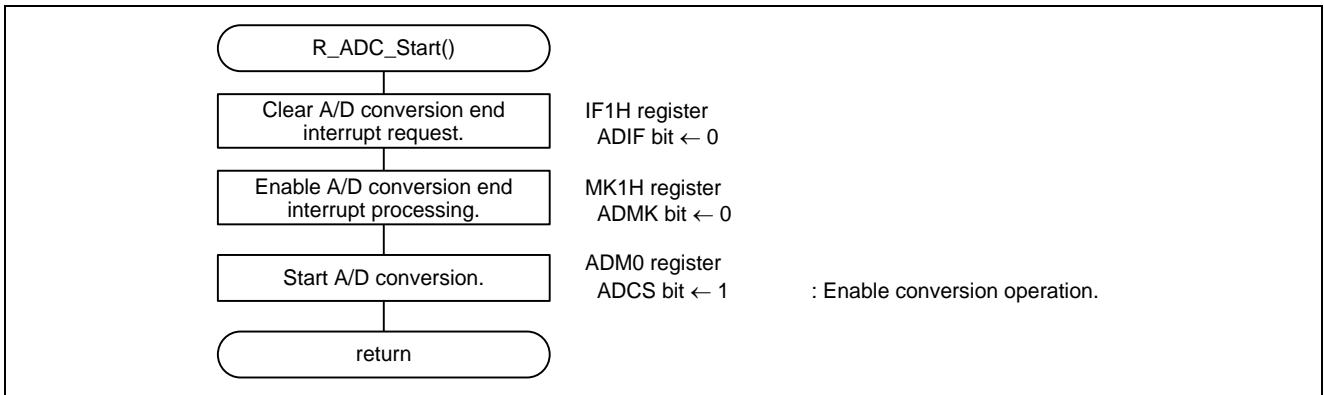 R_ADC_Start()
Clear A/D conversion end
interrupt request.
IF1H register
ADIF bit ← 0
Enable A/D conversion end
interrupt processing.
MK1H register
ADMK bit ← 0
Start A/D conversion.
ADM0 register
ADCS bit ← 1 : Enable conversion operation.
return